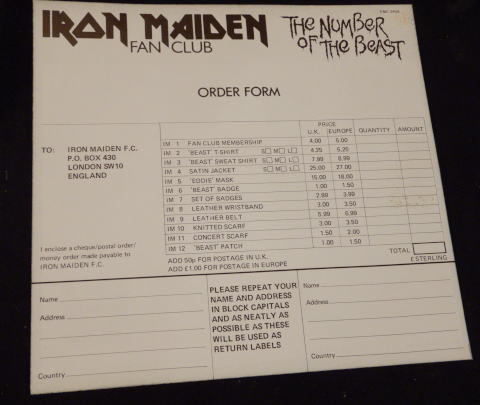 IRON MAIDEN
FAN CLUB
THE NUMBER
OF THE BEAST
ORDER FORM
TO: IRON MAIDEN F.C.
P.O. BOX 430
LONDON SW10
ENGLAND
PRICE
U.K. EUROPE QUANTITY AMOUNT
IM 1 FAN CLUB MEMBERSHIP 4.00 5.00
IM 2 "BEAST" T-SHIRT S M L 4.25 5.25
IM 3 "BEAST" SWEAT SHIRT S M L 7.99 8.99
IM 4 SATIN JACKET S M L 25.00 27.00
IM 5 "EDDIE" MASK 15.00 18.00
IM 6 "BEAST" BADGE 1.00 1.50
IM 7 SET OF BADGES 2.99 3.99
IM 8 LEATHER WRISTBAND 3.00 3.50
IM 9 LEATHER BELT 5.99 6.99
IM 10 KNITTED SCARF 3.00 3.50
IM 11 CONCERT SCARF 1.50 2.00
IM 12 "BEAST" PATCH 1.00 1.50
I enclose a cheque/postal order/
money order made payable to
IRON MAIDEN F.C.
ADD 50p FOR POSTAGE IN U.K.
ADD £1.00 FOR POSTAGE IN EUROPE
TOTAL
£STERLING
Name
Address
Country
PLEASE REPEAT YOUR
NAME AND ADDRESS
IN BLOCK CAPITALS
AND AS NEATLY AS
POSSIBLE AS THESE
WILL BE USED AS
RETURN LABELS
Name
Address
Country